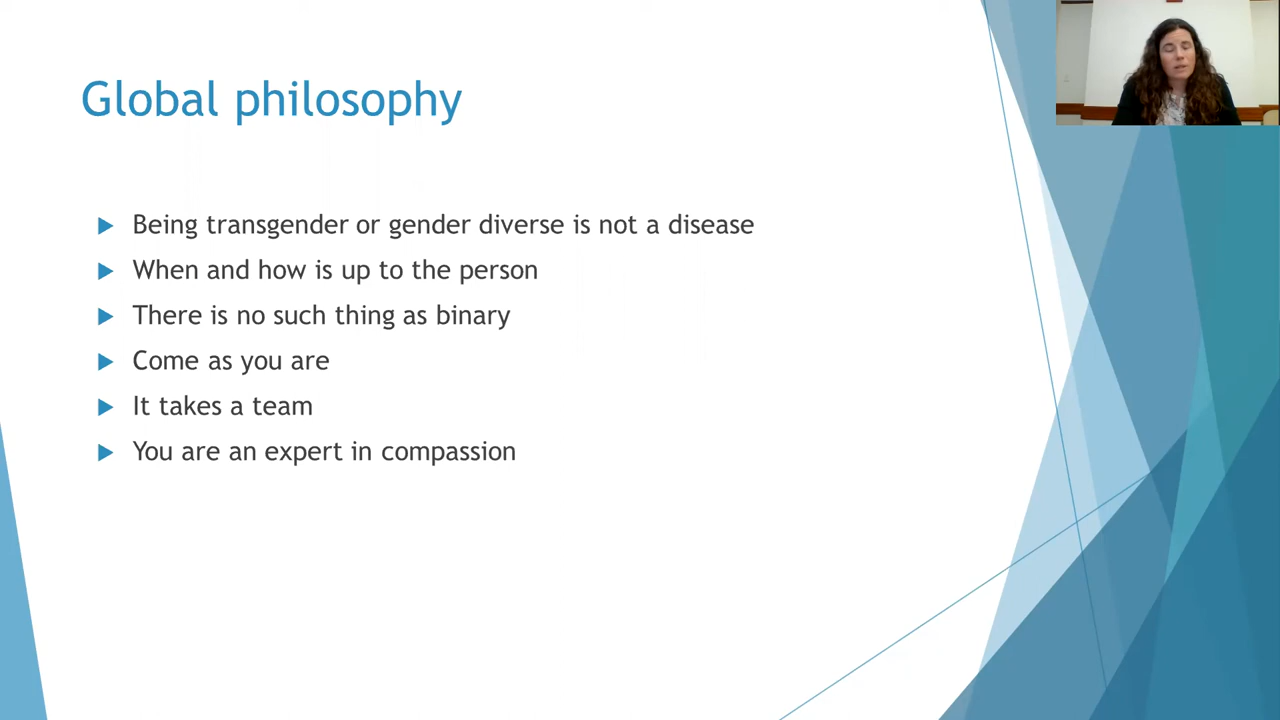 Global philosophy
Being transgender or gender diverse is not a disease
When and how is up to the person
There is no such thing as binary
Come as you are
It takes a team
You are an expert in compassion